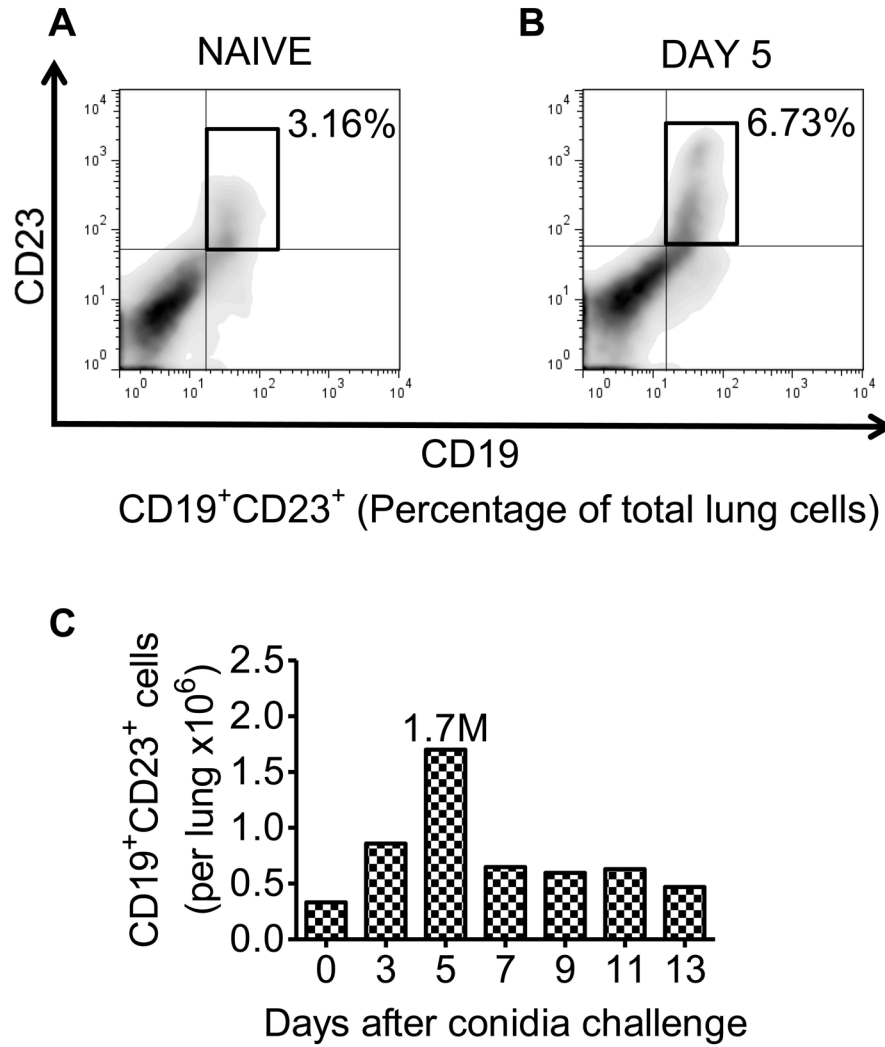 A
B
NAIVE
DAY 5
10⁴
10³
10²
10¹
10⁰
3.16%
10⁰ 10¹ 10² 10³ 10⁴
10⁴
10³
10²
10¹
10⁰
6.73%
10⁰ 10¹ 10² 10³ 10⁴
CD23
CD19
CD19⁺CD23⁺ (Percentage of total lung cells)
C
CD19⁺CD23⁺ cells
(per lung x10⁶)
2.5
2.0
1.5
1.0
0.5
0.0
1.7M
0 3 5 7 9 11 13
Days after conidia challenge